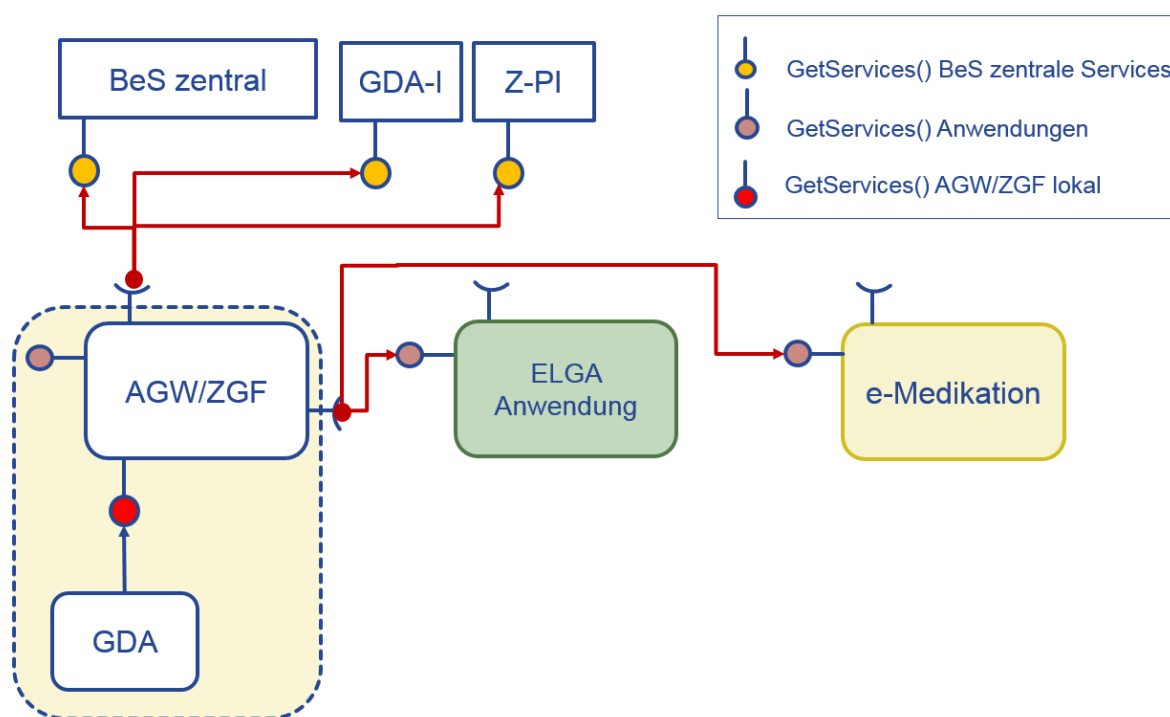 BeS zentral
GDA-I
Z-PI
GetServices() BeS zentrale Services
GetServices() Anwendungen
GetServices() AGW/ZGF lokal
AGW/ZGF
ELGA
Anwendung
e-Medikation
GDA